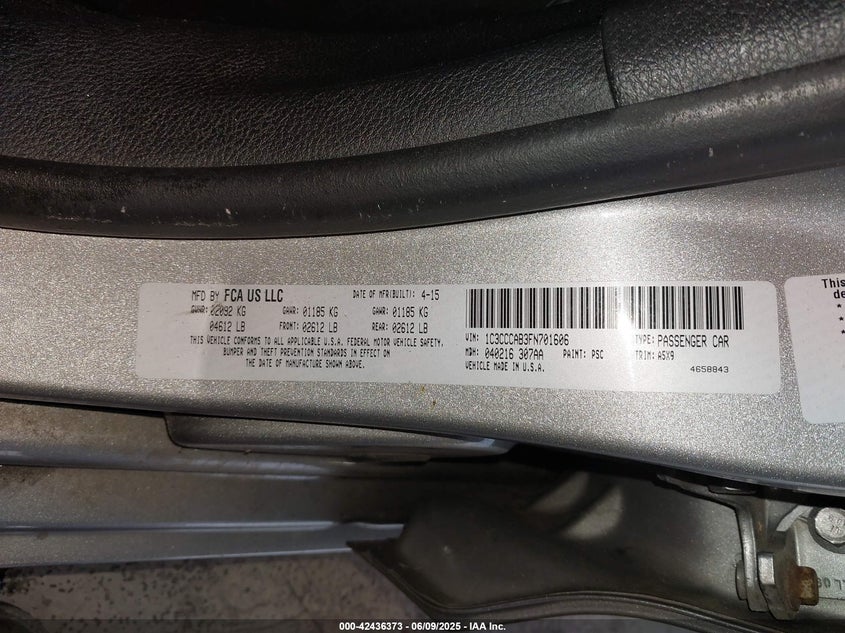 MFD BY FCA US LLC DATE OF MFR(BUILT): 4-15
GVWR: 02092 KG GAWR: 01185 KG GAWR: 01185 KG
04612 LB FRONT: 02612 LB REAR: 02612 LB
THIS VEHICLE CONFORMS TO ALL APPLICABLE FEDERAL MOTOR VEHICLE SAFETY,
BUMPER AND THEFT PREVENTION STANDARDS IN EFFECT ON
THE DATE OF MANUFACTURE SHOWN ABOVE.
VIN: 1C3CCCAB3FN701606 TYPE: PASSENGER CAR
MDH: 040216 307AA PAINT: PSC TRIM: A5X9
VEHICLE MADE IN U.S.A. 4658843
This
de
000-42436373 - 06/09/2025 - IAA Inc.